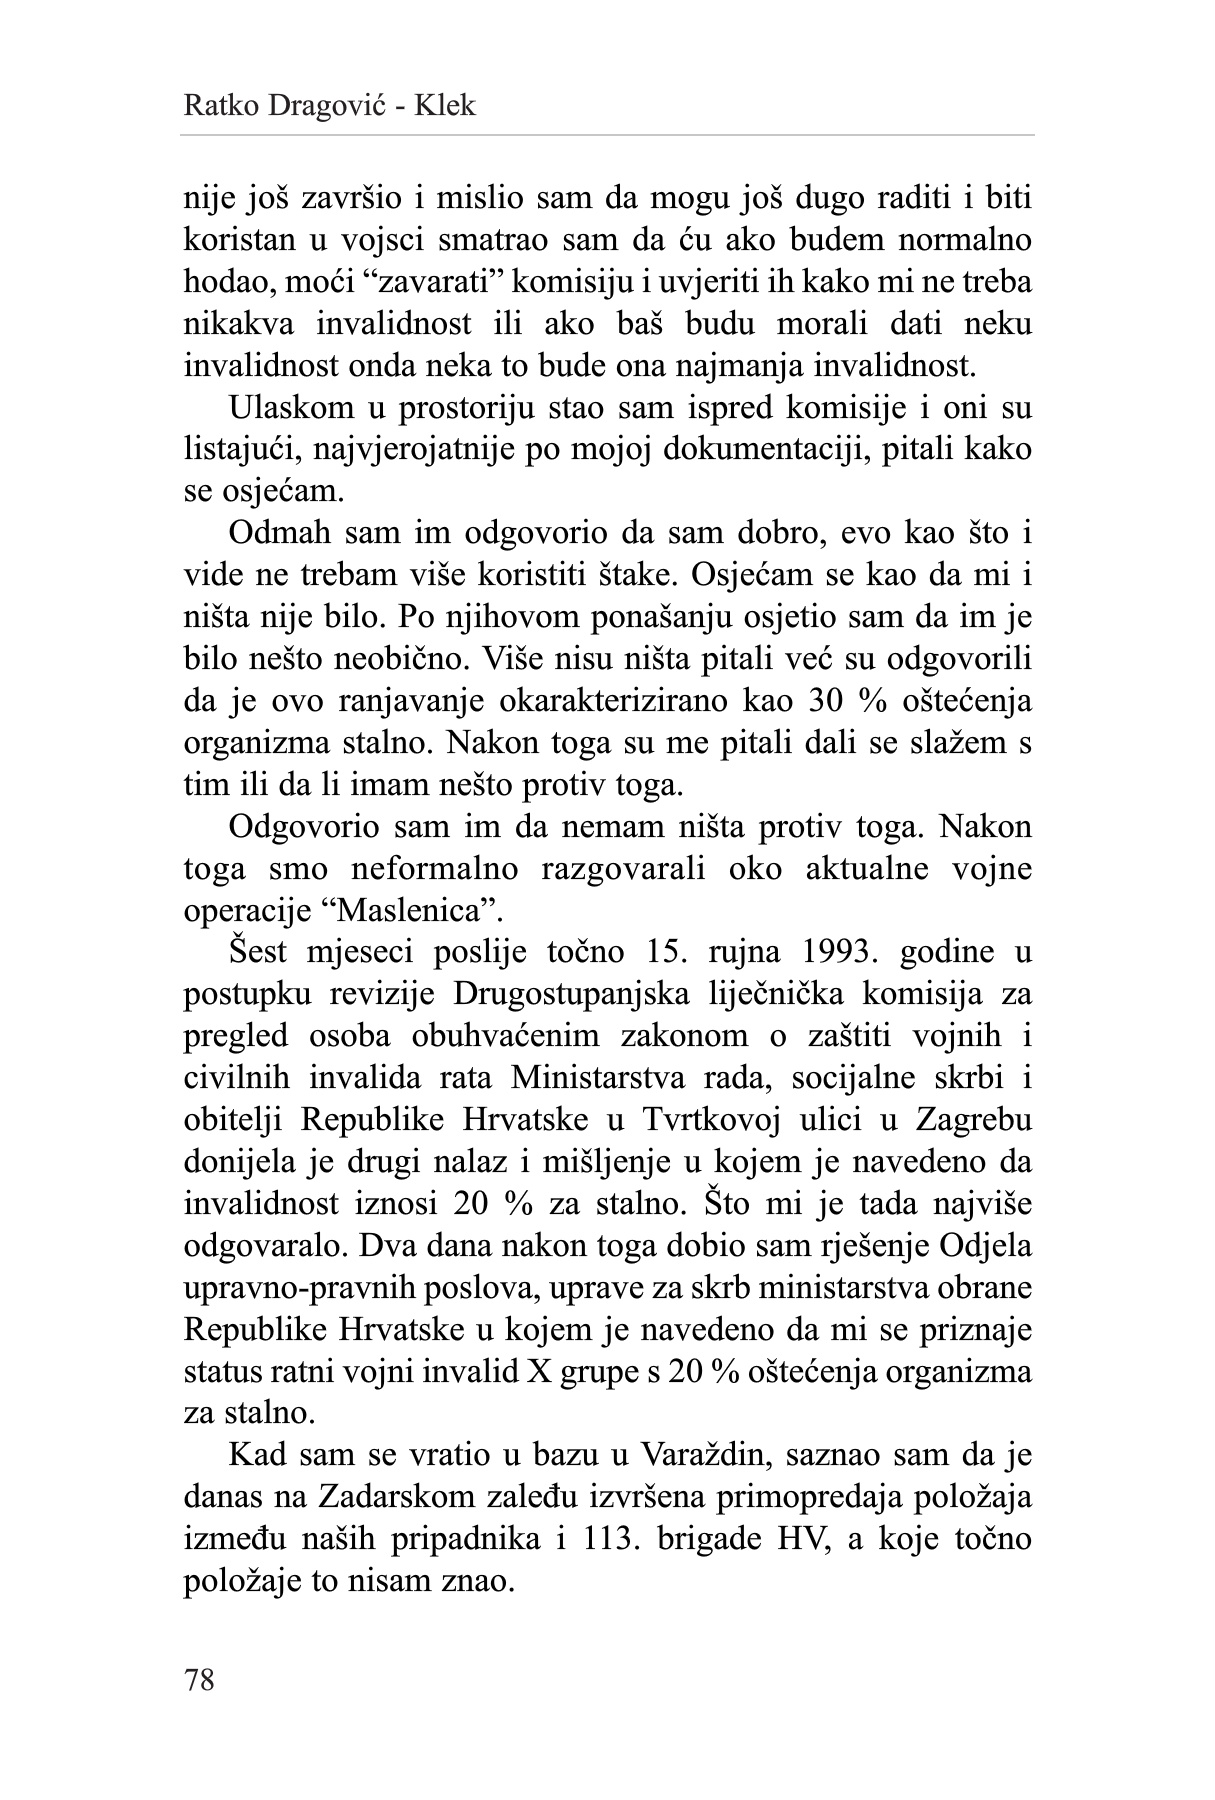 Ratko Dragović - Klek
nije još završio i mislio sam da mogu još dugo raditi i biti
koristan u vojsci smatrao sam da ću ako budem normalno
hodao, moći “zavarati” komisiju i uvjeriti ih kako mi ne treba
nikakva invalidnost ili ako baš budu morali dati neku
invalidnost onda neka to bude ona najmanja invalidnost.
Ulaskom u prostoriju stao sam ispred komisije i oni su
listajući, najvjerojatnije po mojoj dokumentaciji, pitali kako
se osjećam.
Odmah sam im odgovorio da sam dobro, evo kao što i
vide ne trebam više koristiti štake. Osjećam se kao da mi i
ništa nije bilo. Po njihovom ponašanju osjetio sam da im je
bilo nešto neobično. Više nisu ništa pitali već su odgovorili
da je ovo ranjavanje okarakterizirano kao 30 % oštećenja
organizma stalno. Nakon toga su me pitali dali se slažem s
tim ili da li imam nešto protiv toga.
Odgovorio sam im da nemam ništa protiv toga. Nakon
toga smo neformalno razgovarali oko aktualne vojne
operacije “Maslenica”.
Šest mjeseci poslije točno 15. rujna 1993. godine u
postupku revizije Drugostupanjska liječnička komisija za
pregled osoba obuhvaćenim zakonom o zaštiti vojnih i
civilnih invalida rata Ministarstva rada, socijalne skrbi i
obitelji Republike Hrvatske u Tvrtkovoj ulici u Zagrebu
donijela je drugi nalaz i mišljenje u kojem je navedeno da
invalidnost iznosi 20 % za stalno. Što mi je tada najviše
odgovaralo. Dva dana nakon toga dobio sam rješenje Odjela
upravno-pravnih poslova, uprave za skrb ministarstva obrane
Republike Hrvatske u kojem je navedeno da mi se priznaje
status ratni vojni invalid X grupe s 20 % oštećenja organizma
za stalno.
Kad sam se vratio u bazu u Varaždin, saznao sam da je
danas na Zadarskom zaleđu izvršena primopredaja položaja
između naših pripadnika i 113. brigade HV, a koje točno
položaje to nisam znao.
78